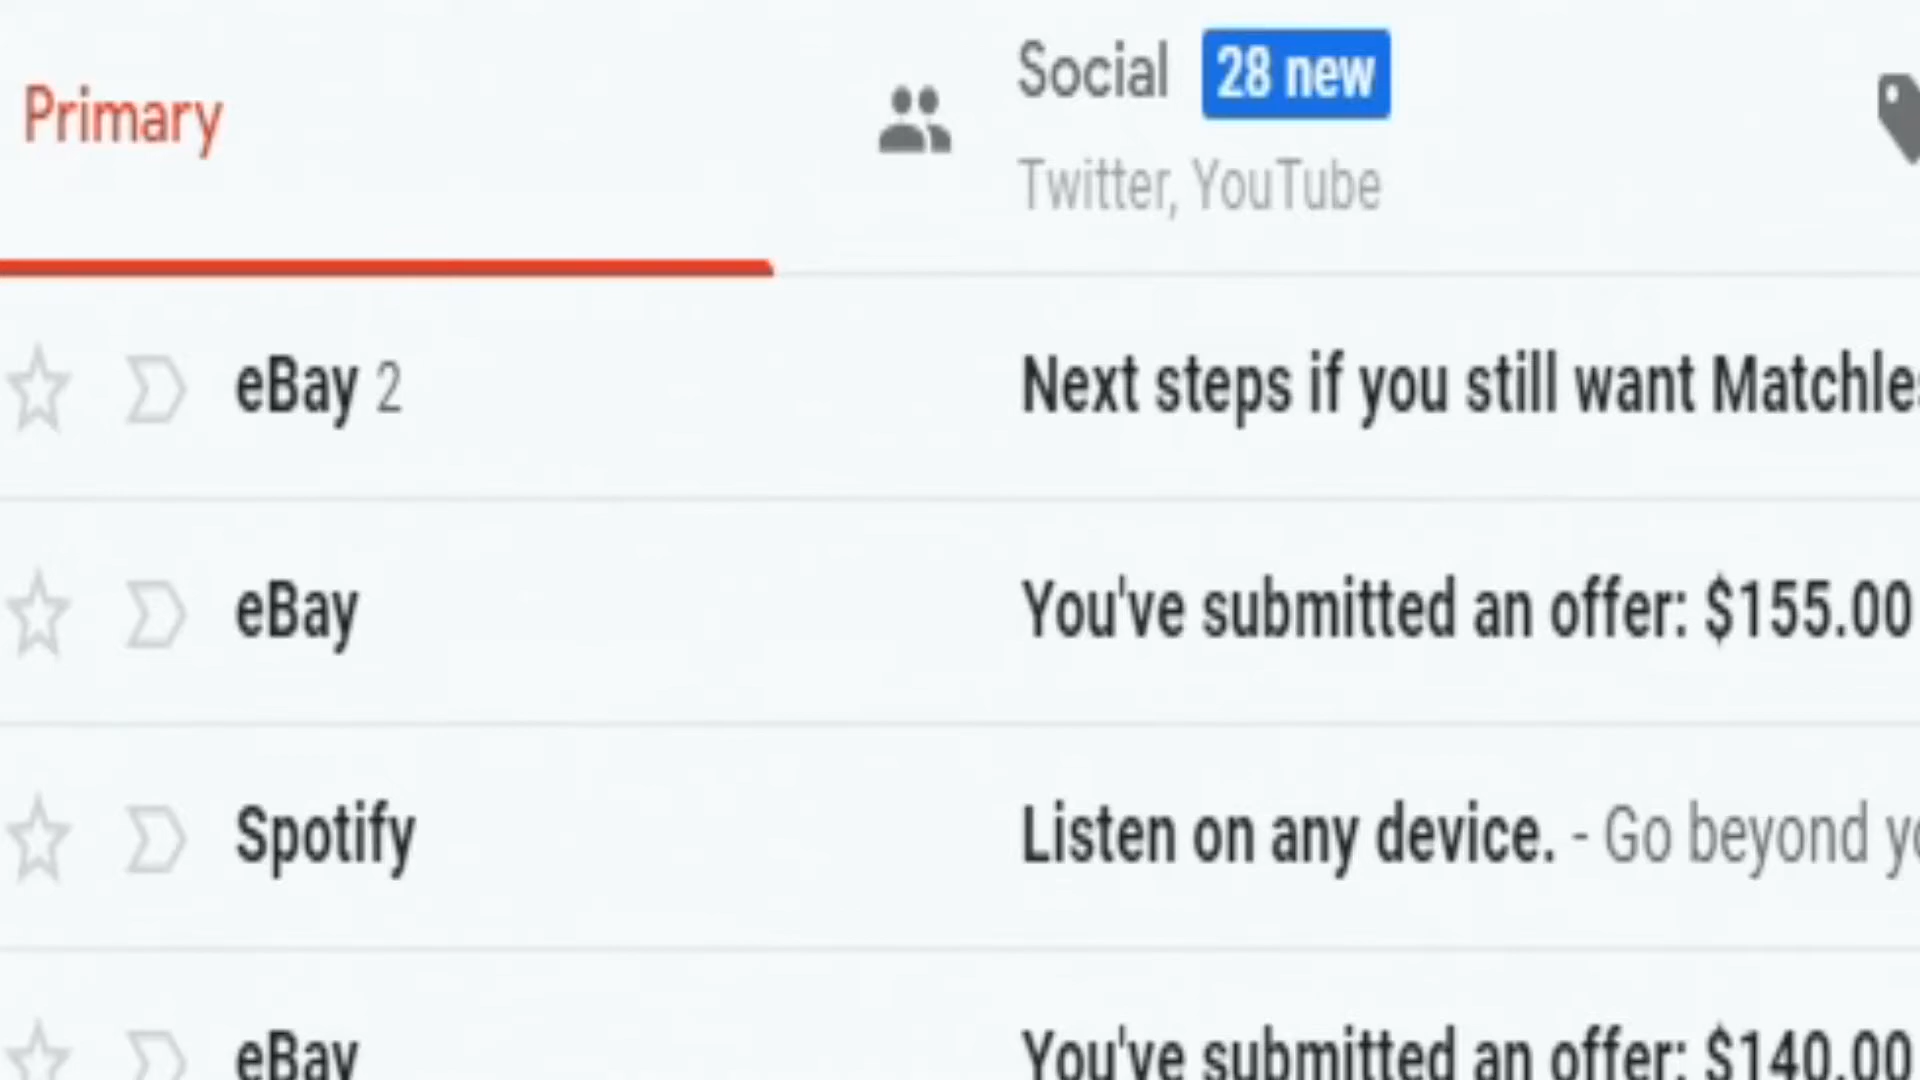 Primary
Social 28 new
Twitter, YouTube
eBay 2 Next steps if you still want
eBay You've submitted an offer: $155.00
Spotify Listen on any device. - Go beyond
eBay You've submitted an offer: $140.00